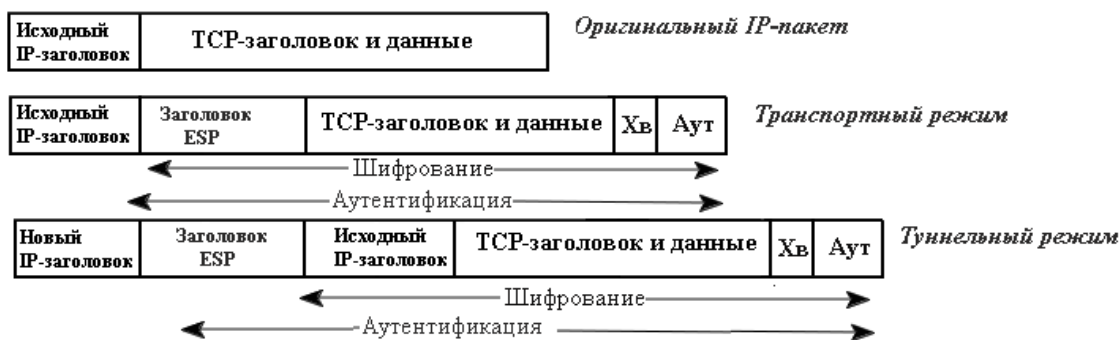 Исходный IP-заголовок TCP-заголовок и данные Оригинальный IP-пакет
Исходный IP-заголовок Заголовок ESP TCP-заголовок и данные Хв Аут Транспортный режим
Шифрование
Аутентификация
Новый IP-заголовок Заголовок ESP Исходный IP-заголовок TCP-заголовок и данные Хв Аут Туннельный режим
Шифрование
Аутентификация